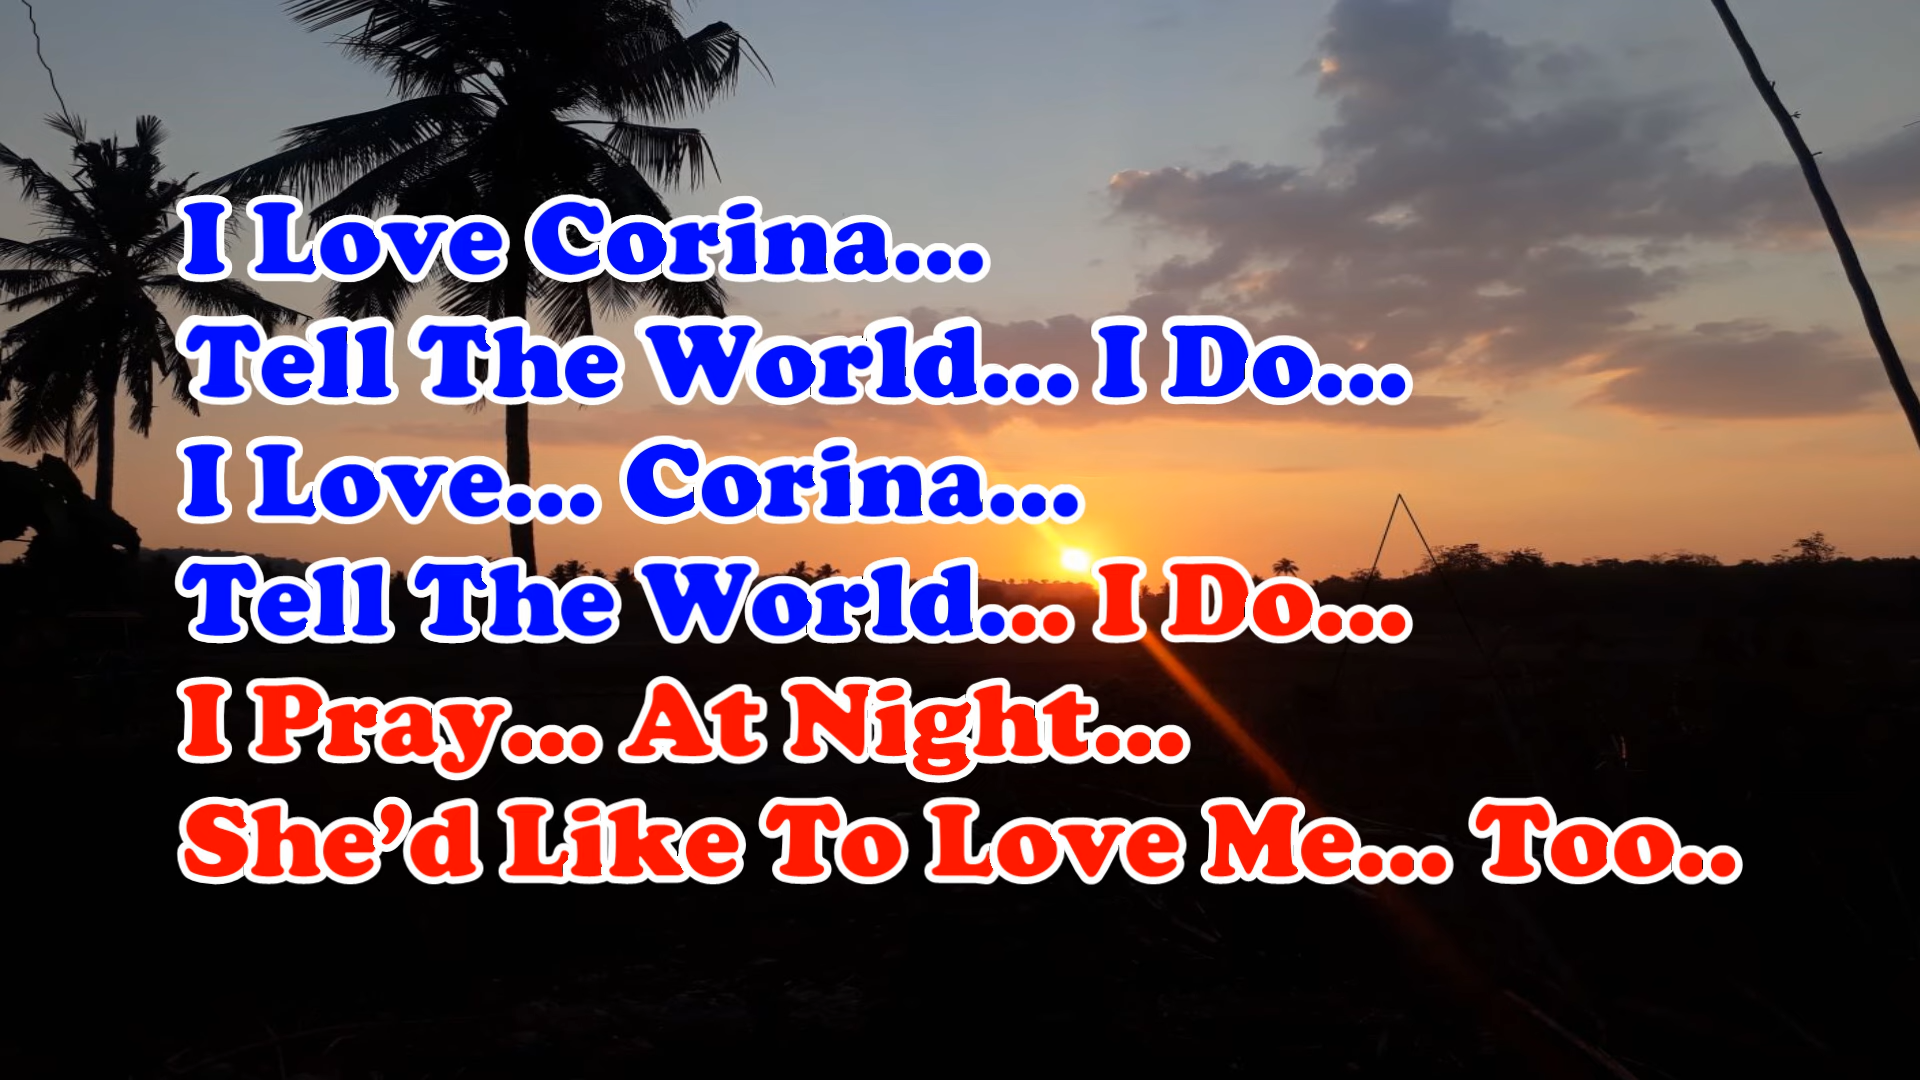 I Love Corina...
Tell The World... I Do...
I Love... Corina...
Tell The World... I Do...
I Pray... At Night...
She’d Like To Love Me... Too..